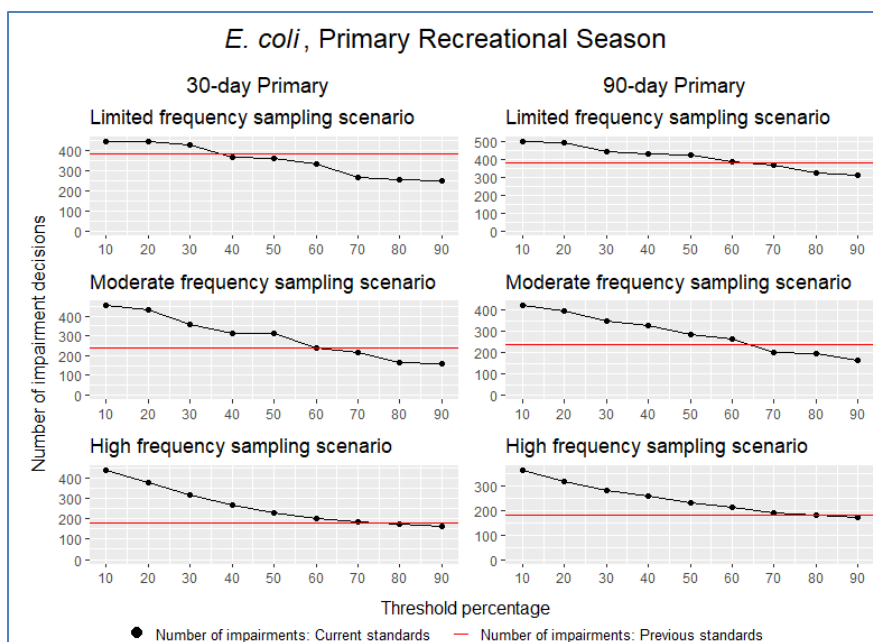 E. coli, Primary Recreational Season
30-day Primary
90-day Primary
Number of impairment decisions
Limited frequency sampling scenario
400
300
200
100
0
10 20 30 40 50 60 70 80 90
Limited frequency sampling scenario
500
400
300
200
100
0
10 20 30 40 50 60 70 80 90
Moderate frequency sampling scenario
400
300
200
100
0
10 20 30 40 50 60 70 80 90
Moderate frequency sampling scenario
400
300
200
100
0
10 20 30 40 50 60 70 80 90
High frequency sampling scenario
400
300
200
100
0
10 20 30 40 50 60 70 80 90
High frequency sampling scenario
300
200
100
0
10 20 30 40 50 60 70 80 90
Threshold percentage
Number of impairments: Current standards
Number of impairments: Previous standards